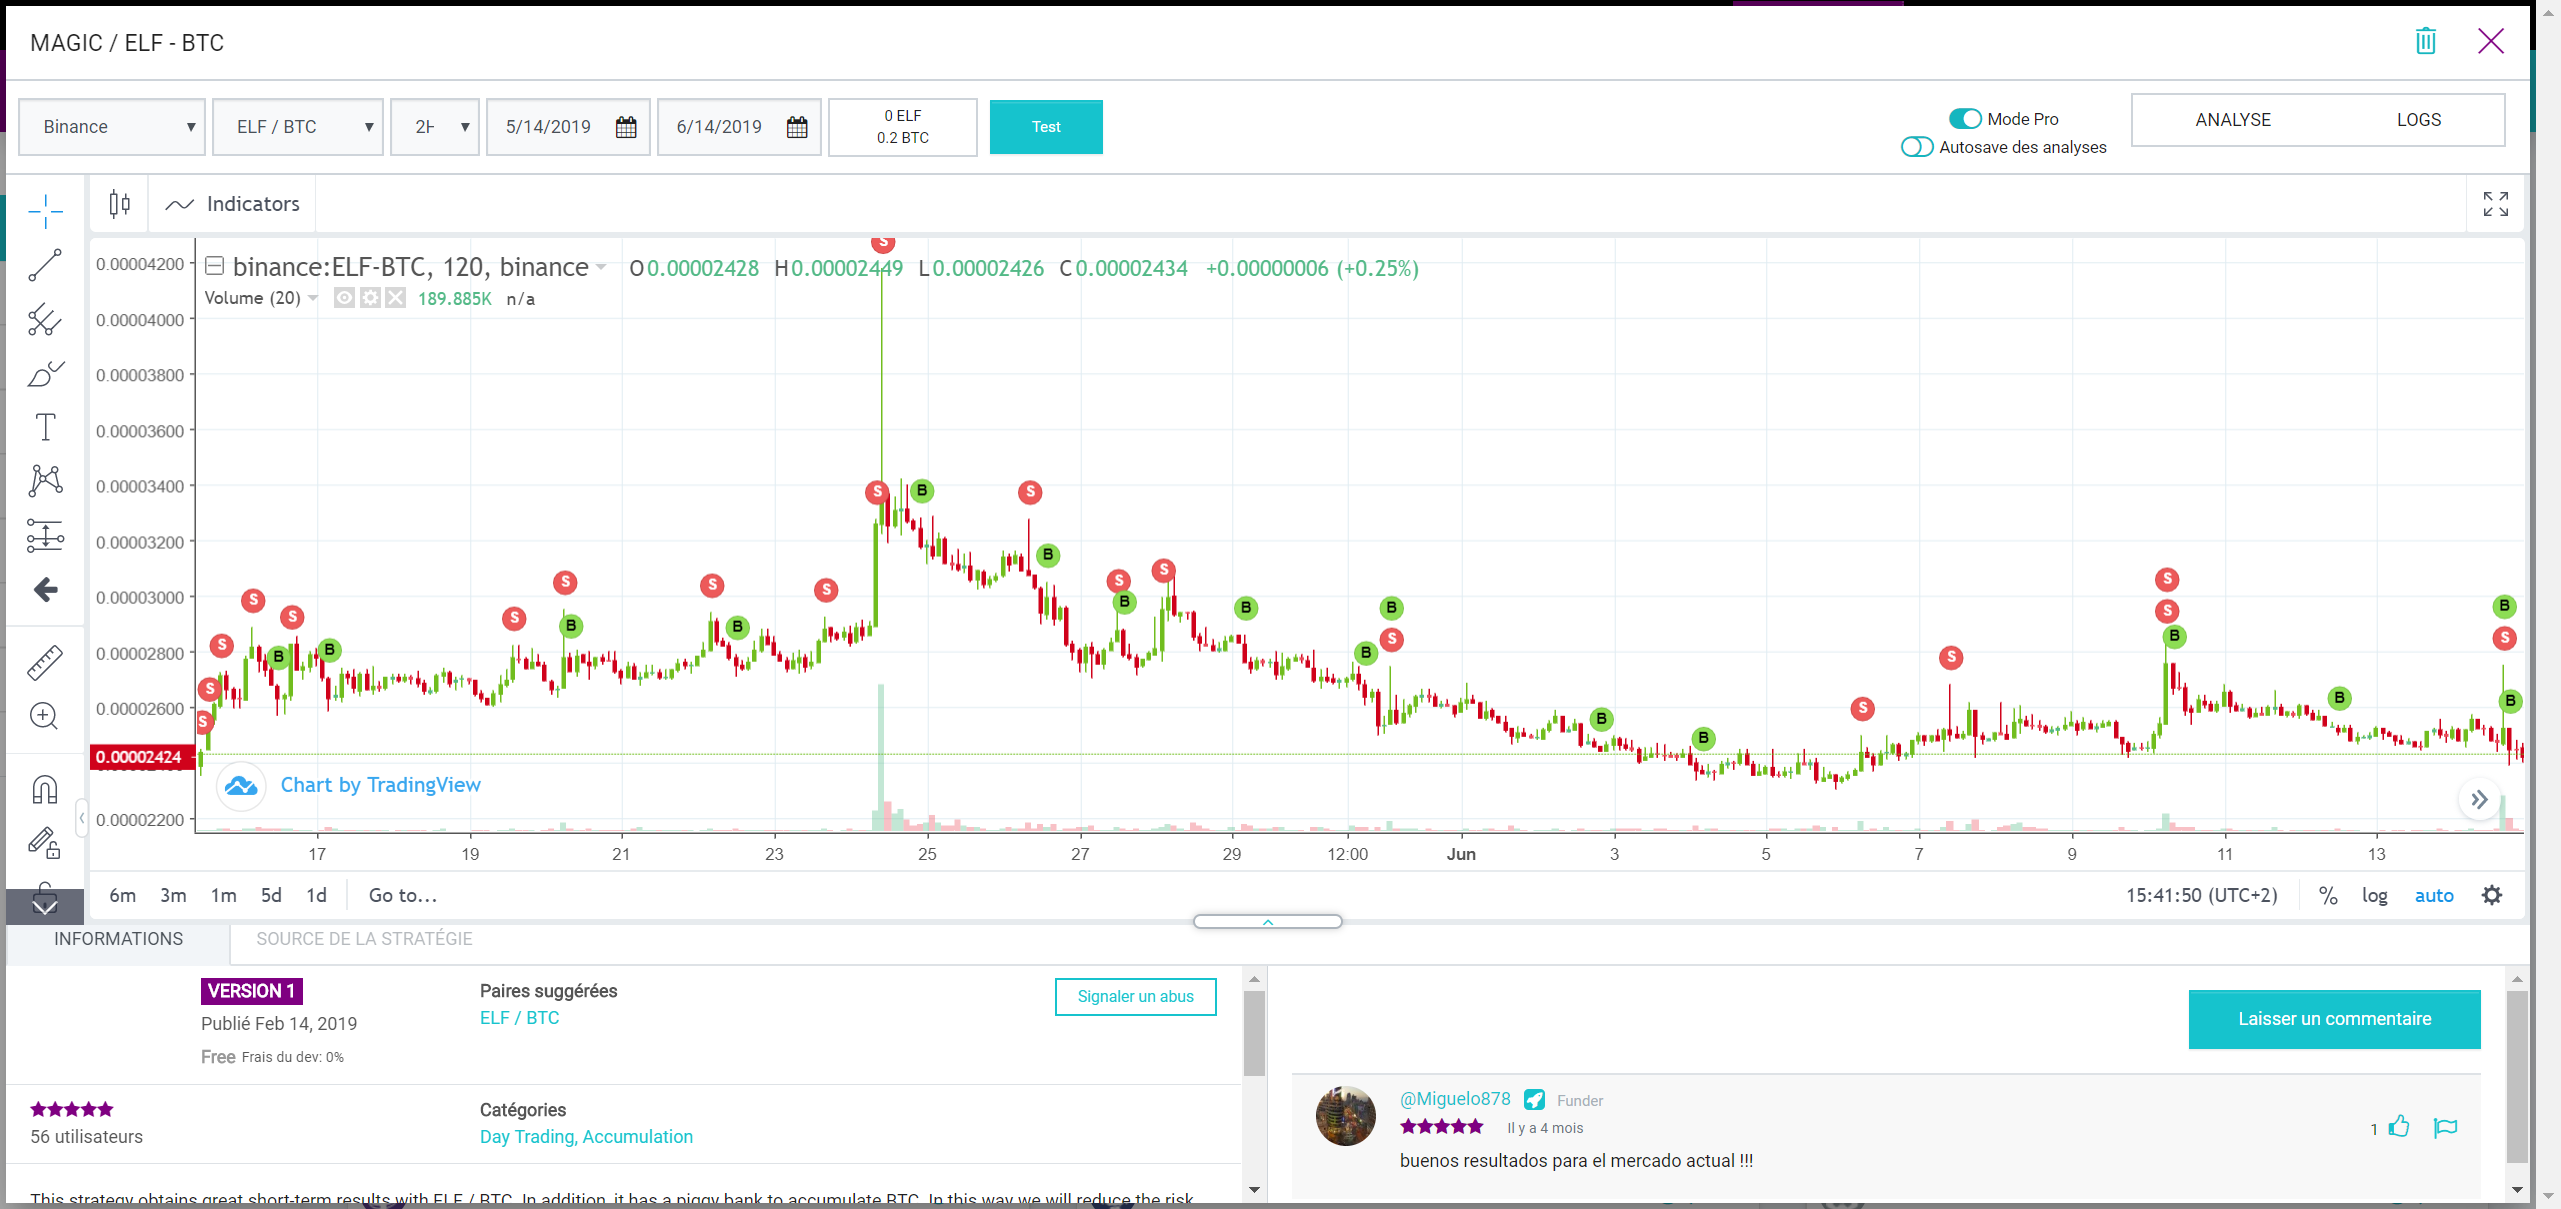 MAGIC / ELF - BTC
Binance
ELF / BTC
5/14/2019
6/14/2019
0 ELF
0.2 BTC
Test
Mode Pro
Autosave des analyses
ANALYSE
LOGS
Indicators
binance:ELF-BTC, 120, binance
O 0.00002428 H 0.00002449 L 0.00002426 C 0.00002434 +0.00000006 (+0.25%)
Volume (20)
189.885K n/a
0.00004200
0.00004000
0.00003800
0.00003600
0.00003400
0.00003200
0.00003000
0.00002800
0.00002600
0.00002424
0.00002200
Chart by TradingView
17 19 21 23 25 27 29 12:00 Jun 3 5 7 9 11 13
6m 3m 1m 5d 1d Go to...
15:41:50 (UTC+2) % log auto
INFORMATIONS
SOURCE DE LA STRATÉGIE
VERSION 1
Publié Feb 14, 2019
Free Frais du dev: 0%
Paires suggérées
ELF / BTC
Signaler un abus
56 utilisateurs
Catégories
Day Trading, Accumulation
This strategy obtains great short-term results with ELF / BTC. In addition, it has a piggy bank to accumulate BTC. In this way we will reduce the risk
Laisser un commentaire
@Miguelo878 Funder
Il y a 4 mois
1
buenos resultados para el mercado actual !!!